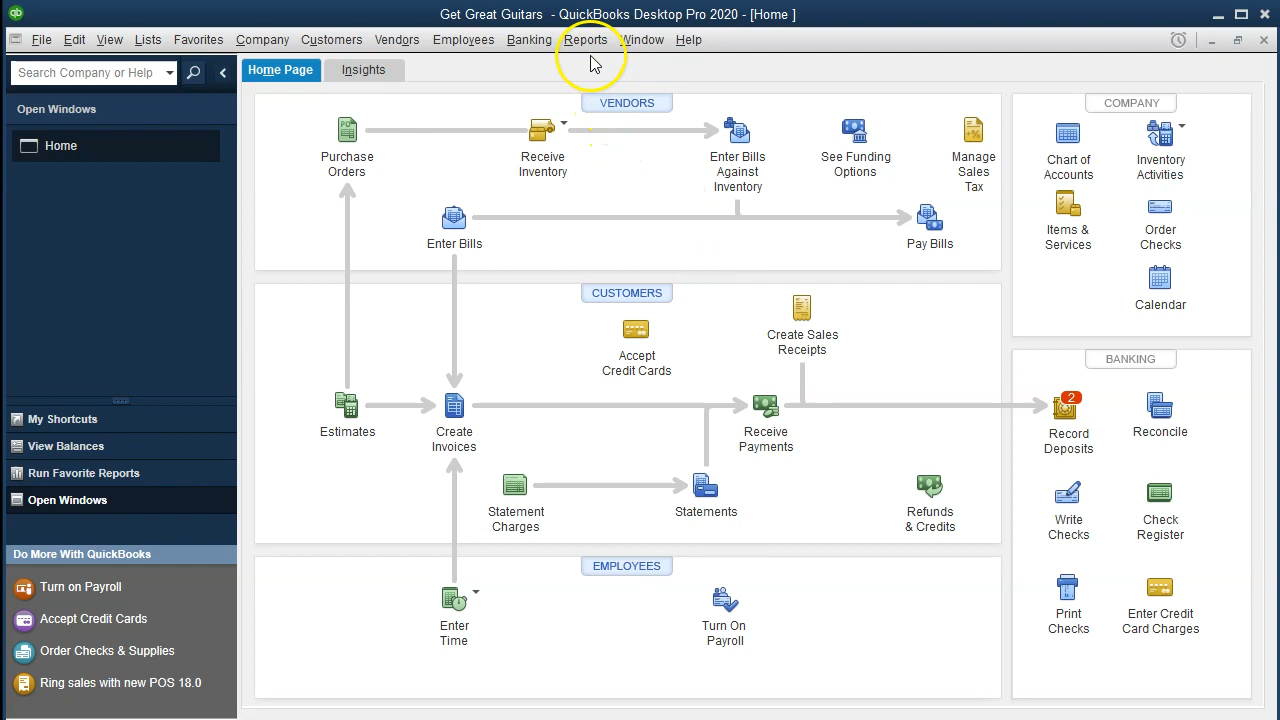 Get Great Guitars - QuickBooks Desktop Pro 2020 - [Home ]
File Edit View Lists Favorites Company Customers Vendors Employees Banking Reports Window Help
Search Company or Help
Home Page Insights
Open Windows
Home
My Shortcuts
View Balances
Run Favorite Reports
Open Windows
Do More With QuickBooks
Turn on Payroll
Accept Credit Cards
Order Checks & Supplies
Ring sales with new POS 18.0
VENDORS
PO
Purchase
Orders
Receive
Inventory
Enter Bills
Against
Inventory
See Funding
Options
Manage
Sales
Tax
Enter Bills
Pay Bills
CUSTOMERS
Accept
Credit Cards
Create Sales
Receipts
Estimates
Create
Invoices
Receive
Payments
Statement
Charges
Statements
Refunds
& Credits
EMPLOYEES
Enter
Time
Turn On
Payroll
COMPANY
Chart of
Accounts
Inventory
Activities
Items &
Services
Order
Checks
Calendar
BANKING
2
Record
Deposits
Reconcile
Write
Checks
Check
Register
Print
Checks
Enter Credit
Card Charges